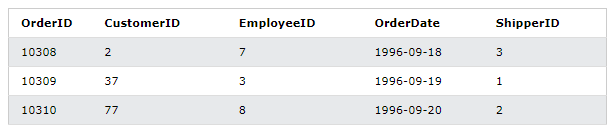 OrderID CustomerID EmployeeID OrderDate ShipperID
10308 2 7 1996-09-18 3
10309 37 3 1996-09-19 1
10310 77 8 1996-09-20 2